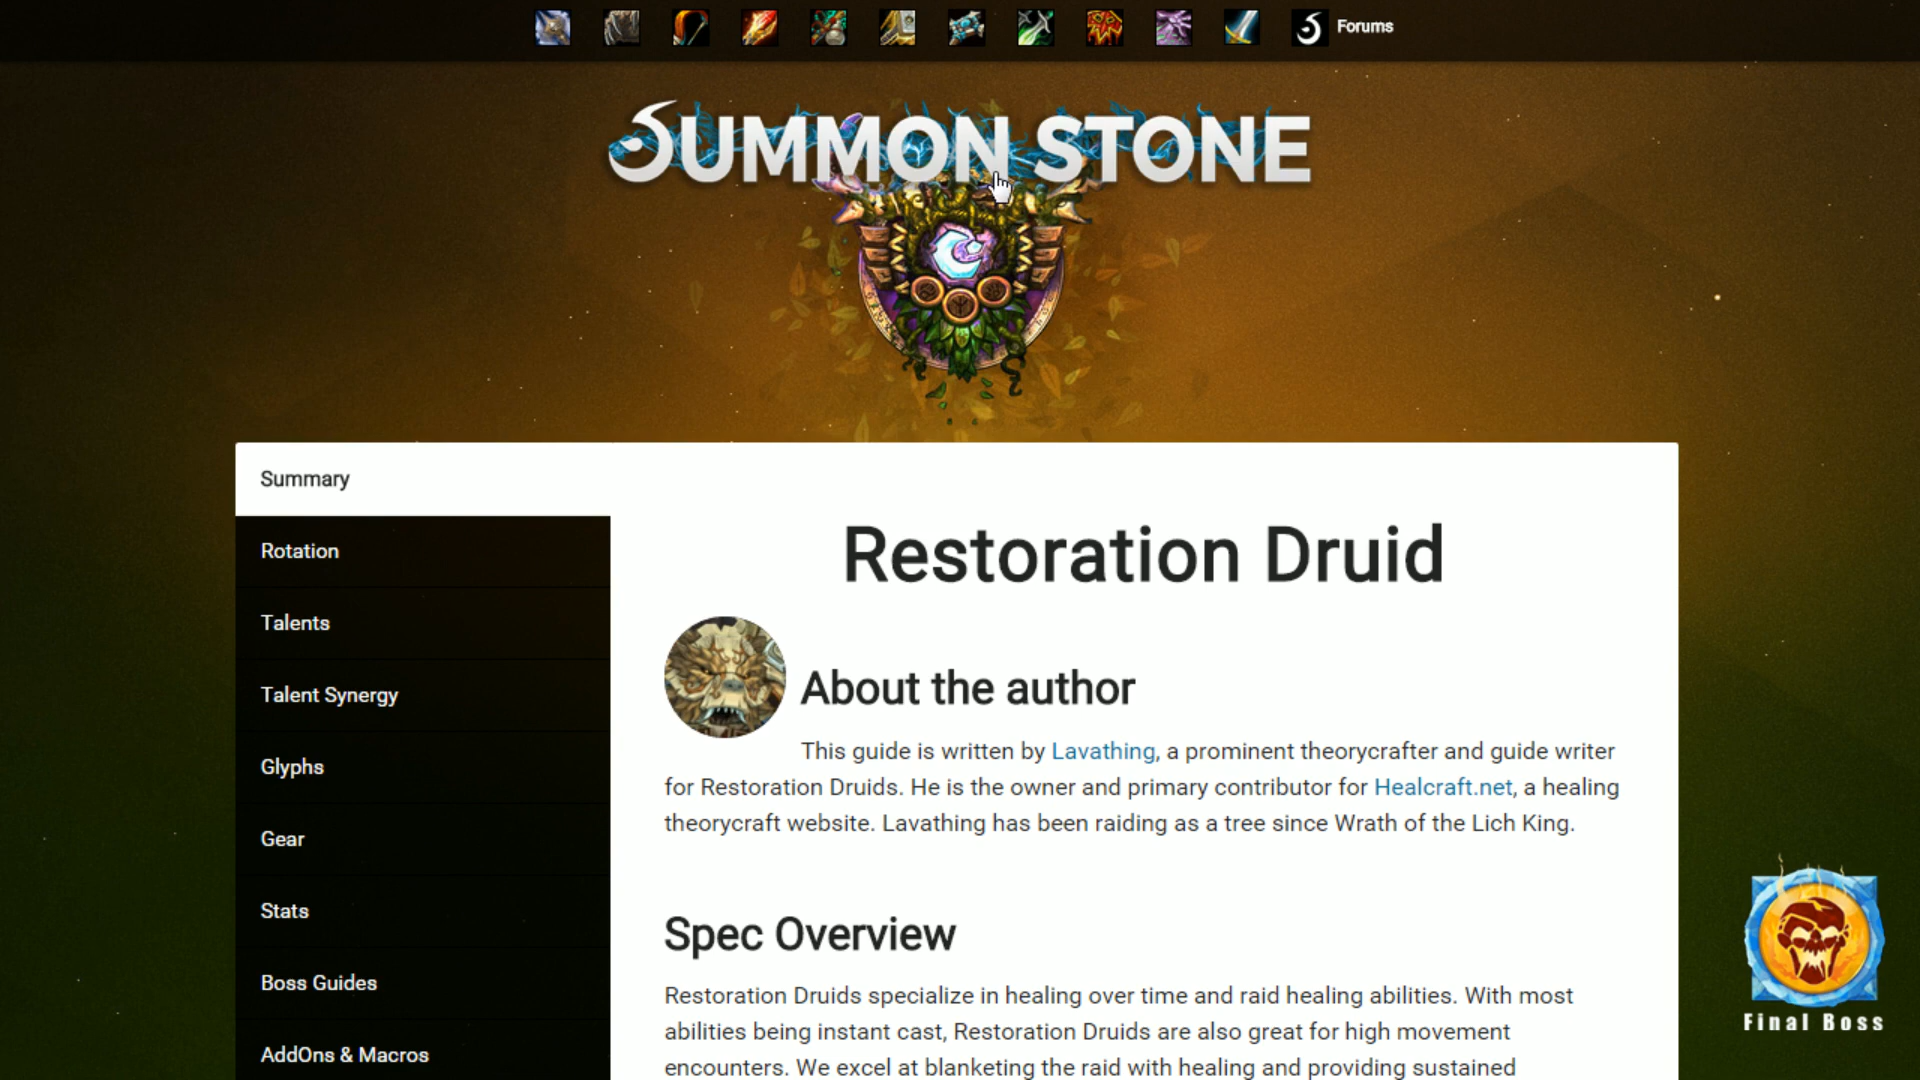 Forums
SUMMON STONE
Summary
Rotation
Talents
Talent Synergy
Glyphs
Gear
Stats
Boss Guides
AddOns & Macros
Restoration Druid
About the author
This guide is written by Lavathing, a prominent theorycrafter and guide writer
for Restoration Druids. He is the owner and primary contributor for Healcraft.net, a healing
theorycraft website. Lavathing has been raiding as a tree since Wrath of the Lich King.
Spec Overview
Restoration Druids specialize in healing over time and raid healing abilities. With most
abilities being instant cast, Restoration Druids are also great for high movement
encounters. We excel at blanketing the raid with healing and providing sustained
Final Boss